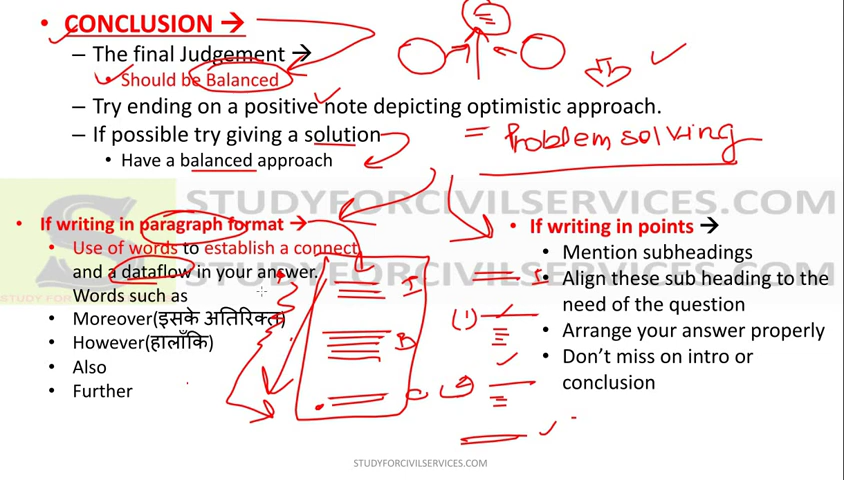 • CONCLUSION →
– The final Judgement →
• Should be Balanced
– Try ending on a positive note depicting optimistic approach.
– If possible try giving a solution
= Problem solving
• Have a balanced approach
STUDYFORCIVILSERVICES.COM
• If writing in paragraph format →
• Use of words to establish a connect
and a dataflow in your answer.
Words such as
• Moreover(इसके अतिरिक्त)
• However(हालाँकि)
• Also
• Further
I
B
C
• If writing in points →
• Mention subheadings
I
• Align these sub heading to the
need of the question
(1)
• Arrange your answer properly
• Don't miss on intro or
conclusion
STUDYFORCIVILSERVICES.COM
STUDYFORCIVILSERVICES.COM